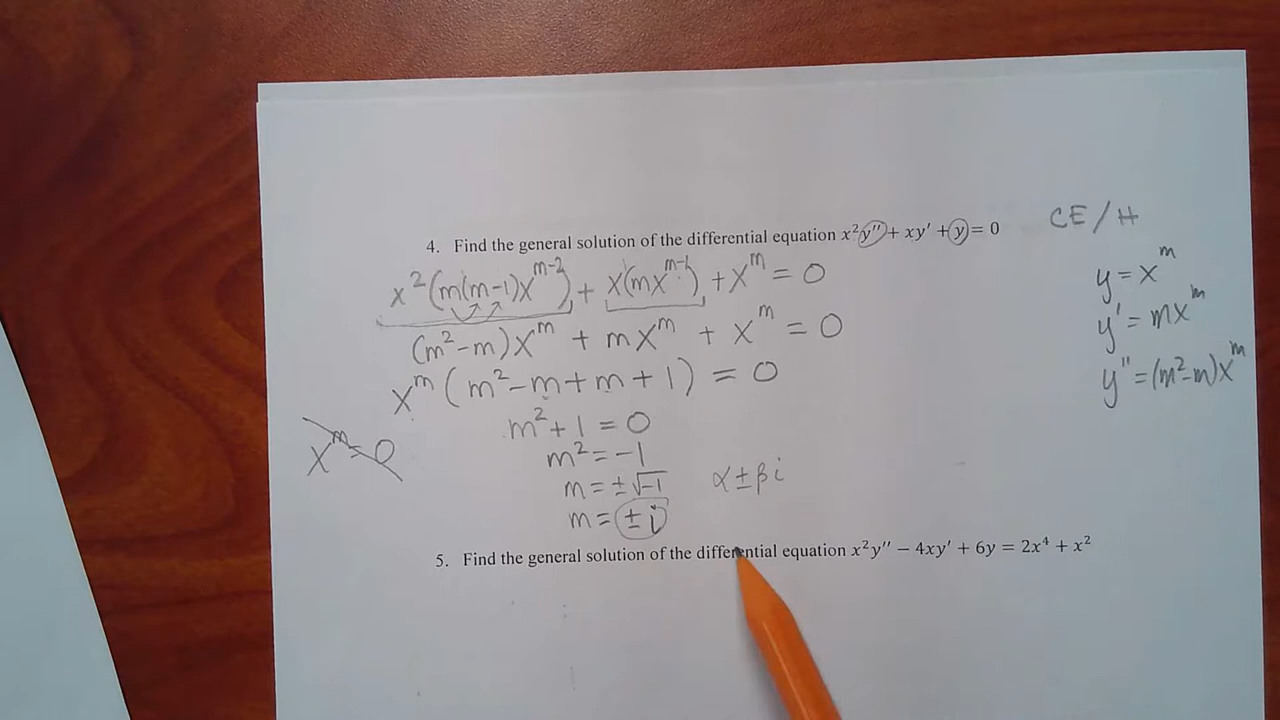 4. Find the general solution of the differential equation x²y″ + xy′ + y = 0
CE/H
x²(m(m-1)x^(m-2)) + x(mx^(m-1)) + x^m = 0
y = x^m
(m²-m)x^m + mx^m + x^m = 0
y' = mx^m
x^m(m²-m+m+1) = 0
y" = (m²-m)x^m
m²+1 = 0
x^m=0
m² = -1
m = ±√-1
α±βi
m = ±i
5. Find the general solution of the differential equation x²y″ − 4xy′ + 6y = 2x⁴ + x²